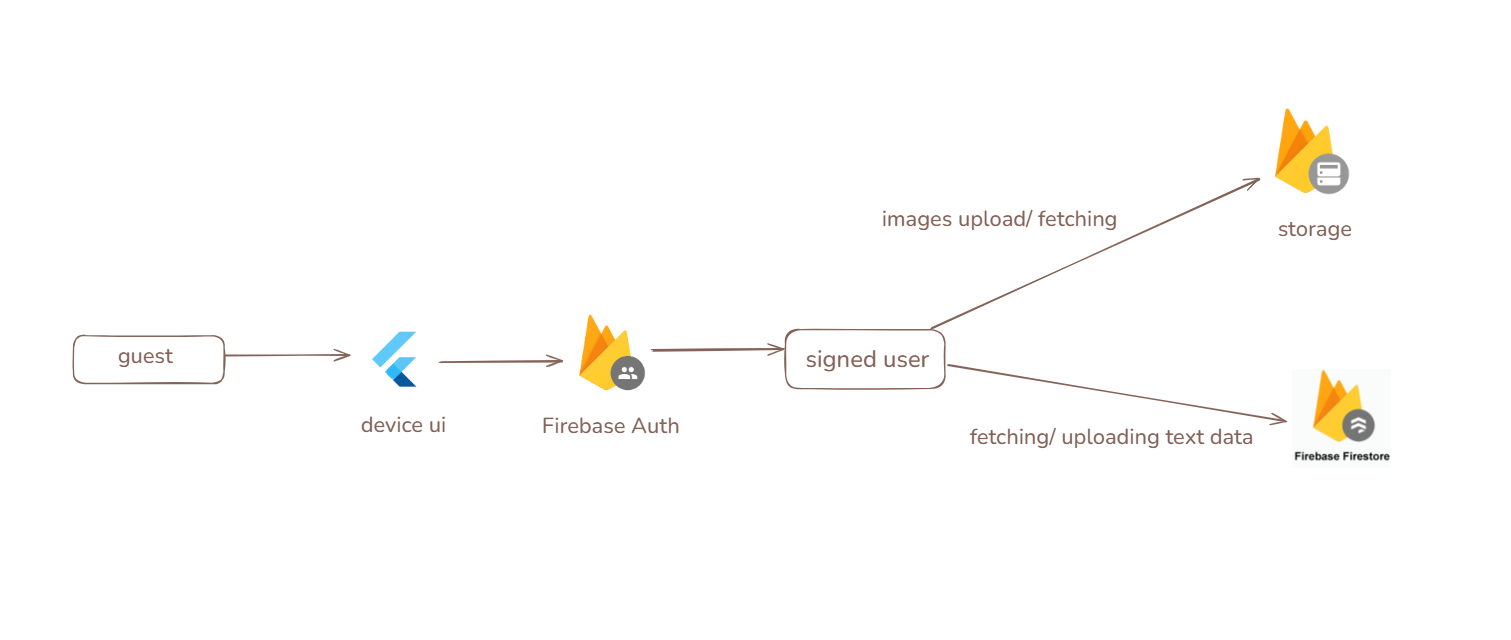 guest
device ui
Firebase Auth
signed user
images upload/ fetching
storage
fetching/ uploading text data
Firebase Firestore